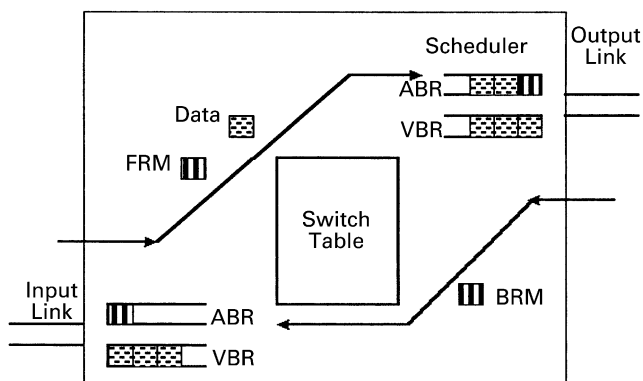 Scheduler
Output
Link
ABR
Data
VBR
FRM
Switch
Table
Input
Link
BRM
ABR
VBR